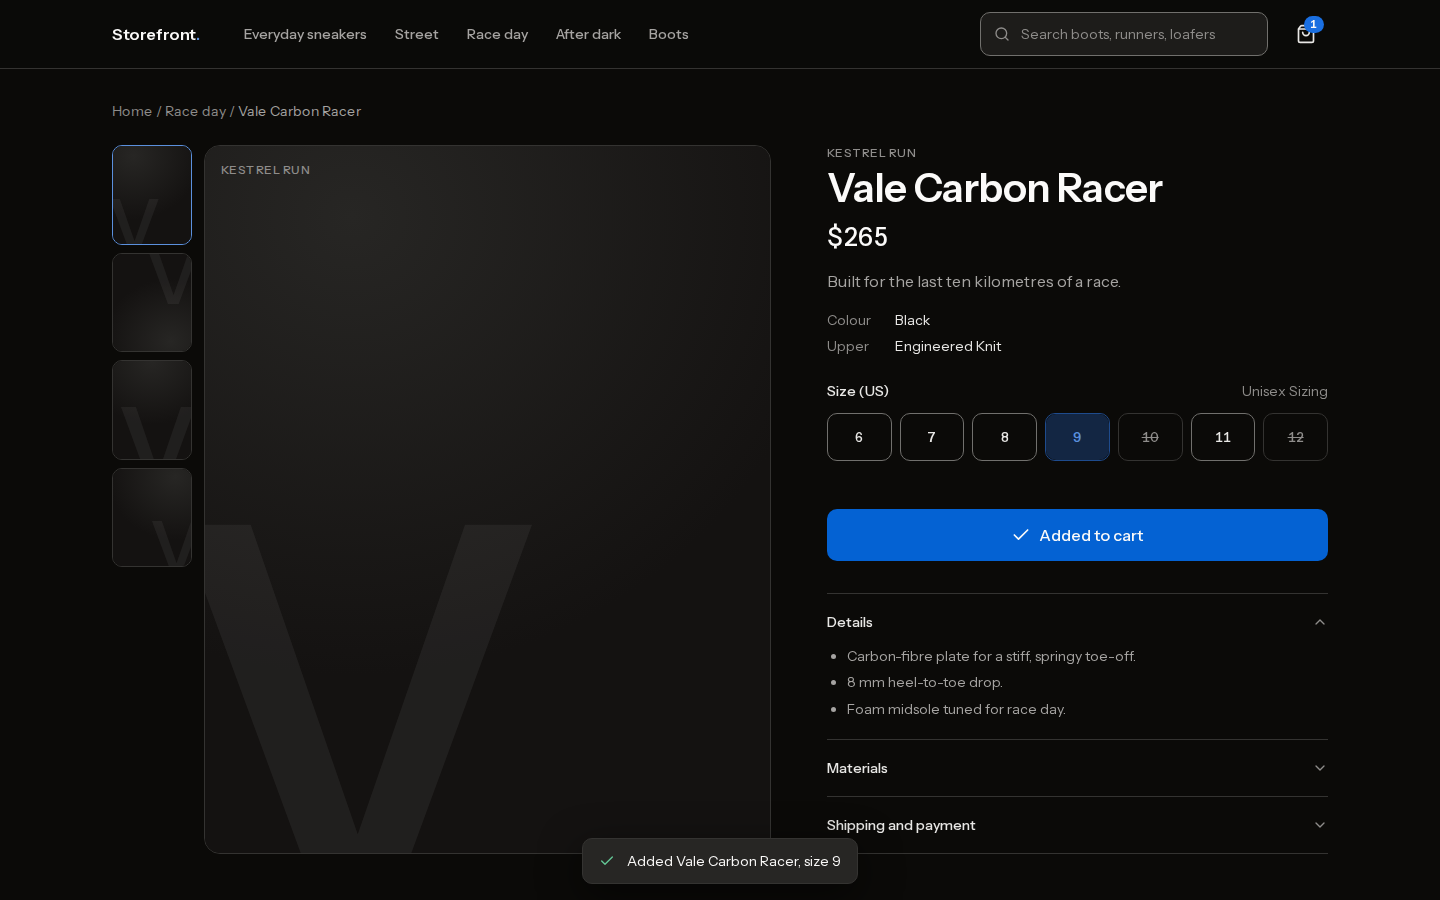 Storefront.
Everyday sneakers
Street
Race day
After dark
Boots
Search boots, runners, loafers
1
Home / Race day / Vale Carbon Racer
V
V
V
V
KESTREL RUN
V
KESTREL RUN
Vale Carbon Racer
$265
Built for the last ten kilometres of a race.
Colour Black
Upper Engineered Knit
Size (US) Unisex Sizing
6 7 8 9 10 11 12
Added to cart
Details
Carbon-fibre plate for a stiff, springy toe-off.
8 mm heel-to-toe drop.
Foam midsole tuned for race day.
Materials
Shipping and payment
Added Vale Carbon Racer, size 9